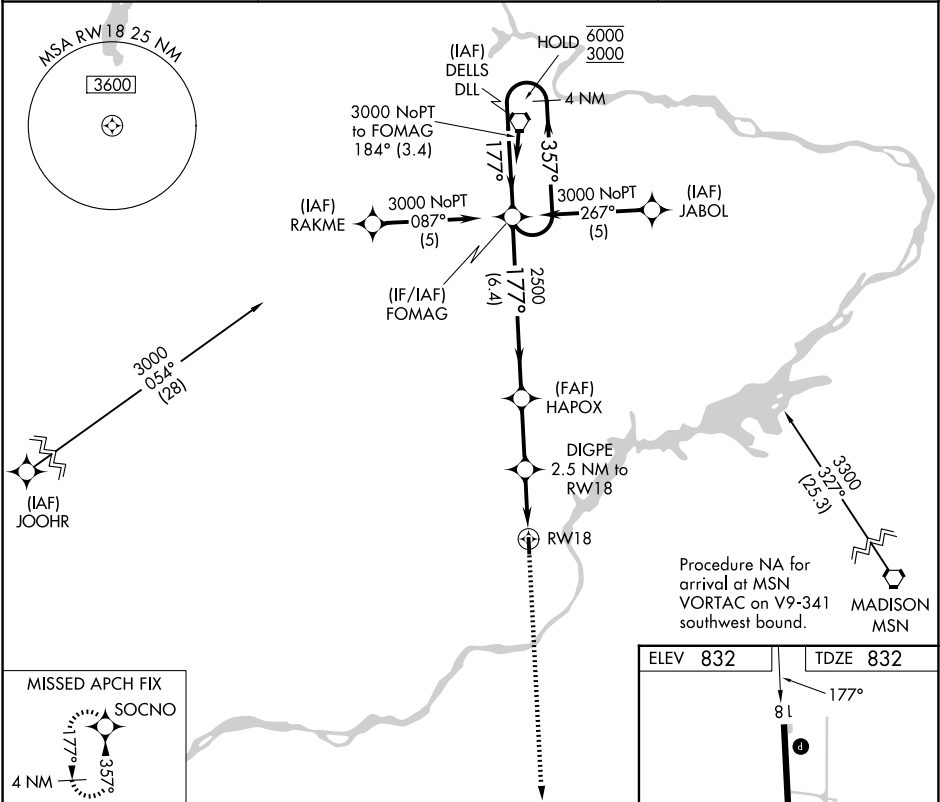 MSA RW18 25 NM
3600
(IAF)
DELLS
DLL
HOLD 6000
3000
4 NM
3000 NoPT
to FOMAG
184° (3.4)
177°
357°
(IAF)
RAKME
3000 NoPT
087°
(5)
3000 NoPT
267°
(5)
(IAF)
JABOL
(IF/IAF)
FOMAG
2500
177°
(6.4)
3000
054°
(28)
(IAF)
JOOHR
(FAF)
HAPOX
DIGPE
2.5 NM to
RW18
RW18
3300
327°
(25.3)
MADISON
MSN
Procedure NA for
arrival at MSN
VORTAC on V9-341
southwest bound.
MISSED APCH FIX
SOCNO
177°
357°
4 NM
ELEV 832
TDZE 832
177°
18
P